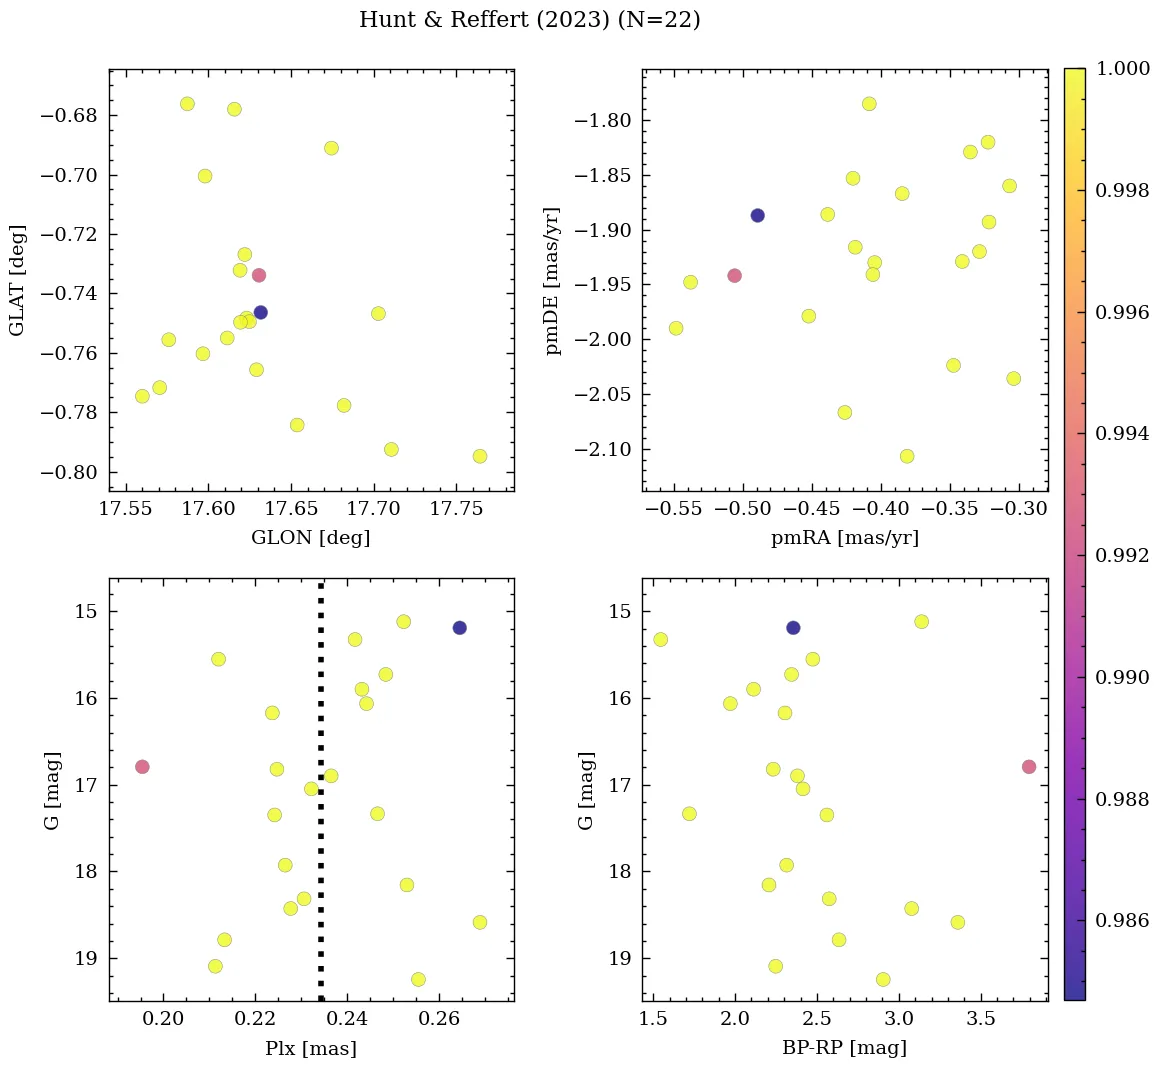 Hunt & Reffert (2023) (N=22)
−0.68
−0.70
−0.72
−0.74
−0.76
−0.78
−0.80
GLAT [deg]
17.55 17.60 17.65 17.70 17.75
GLON [deg]
−1.80
−1.85
−1.90
−1.95
−2.00
−2.05
−2.10
pmDE [mas/yr]
−0.55 −0.50 −0.45 −0.40 −0.35 −0.30
pmRA [mas/yr]
15
16
17
18
19
G [mag]
0.20 0.22 0.24 0.26
Plx [mas]
15
16
17
18
19
G [mag]
1.5 2.0 2.5 3.0 3.5
BP-RP [mag]
1.000
0.998
0.996
0.994
0.992
0.990
0.988
0.986